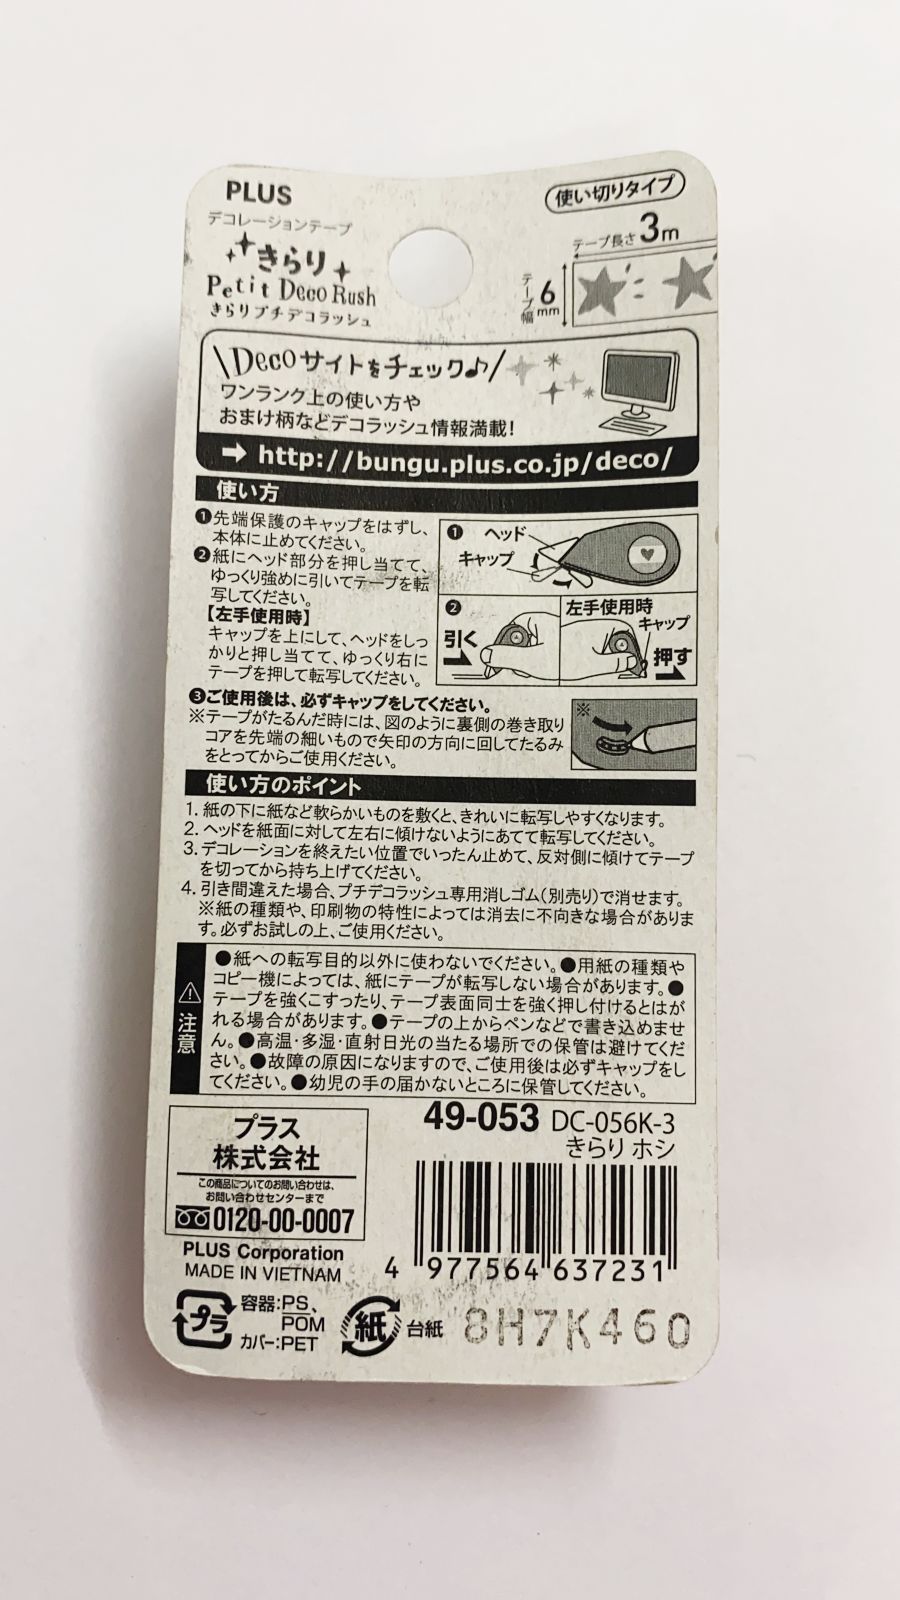 PLUS
使い切りタイプ
デコレーションテープ
きらり
Petit Deco Rush
きらりプチデコラッシュ
テープ長さ3m
テープ幅 6mm
\Decoサイトをチェック♪/
ワンランク上の使い方や
おまけ柄などデコラッシュ情報満載!
➡ http://bungu.plus.co.jp/deco/
使い方
❶先端保護のキャップをはずし、
本体に止めてください。
❷紙にヘッド部分を押し当てて、
ゆっくり強めに引いてテープを転
写してください。
【左手使用時】
キャップを上にして、ヘッドをしっ
かりと押し当てて、ゆっくり右に
テープを押して転写してください。
❶ ヘッド
キャップ
❷
引く
左手使用時
キャップ
押す
❸ご使用後は、必ずキャップをしてください。
※テープがたるんだ時には、図のように裏側の巻き取り
コアを先端の細いもので矢印の方向に回してたるみ
をとってからご使用ください。
※
使い方のポイント
1. 紙の下に紙など軟らかいものを敷くと、きれいに転写しやすくなります。
2. ヘッドを紙面に対して左右に傾けないようにあてて転写してください。
3. デコレーションを終えたい位置でいったん止めて、反対側に傾けてテープ
を切ってから持ち上げてください。
4. 引き間違えた場合、プチデコラッシュ専用消しゴム(別売り)で消せます。
※紙の種類や、印刷物の特性によっては消去に不向きな場合がありま
す。必ずお試しの上、ご使用ください。
⚠注意
●紙への転写目的以外に使わないでください。●用紙の種類や
コピー機によっては、紙にテープが転写しない場合があります。●
テープを強くこすったり、テープ表面同士を強く押し付けるとはが
れる場合があります。●テープの上からペンなどで書き込めませ
ん。●高温・多湿・直射日光の当たる場所での保管は避けてくだ
さい。●故障の原因になりますので、ご使用後は必ずキャップをし
てください。●幼児の手の届かないところに保管してください。
プラス
株式会社
この商品についてのお問い合わせは、
お問い合わせセンターまで
0120-00-0007
PLUS Corporation
MADE IN VIETNAM
49-053 DC-056K-3
きらり ホシ
4 977564 637231
プラ
容器:PS、
POM
カバー:PET
紙
台紙
8H7K460